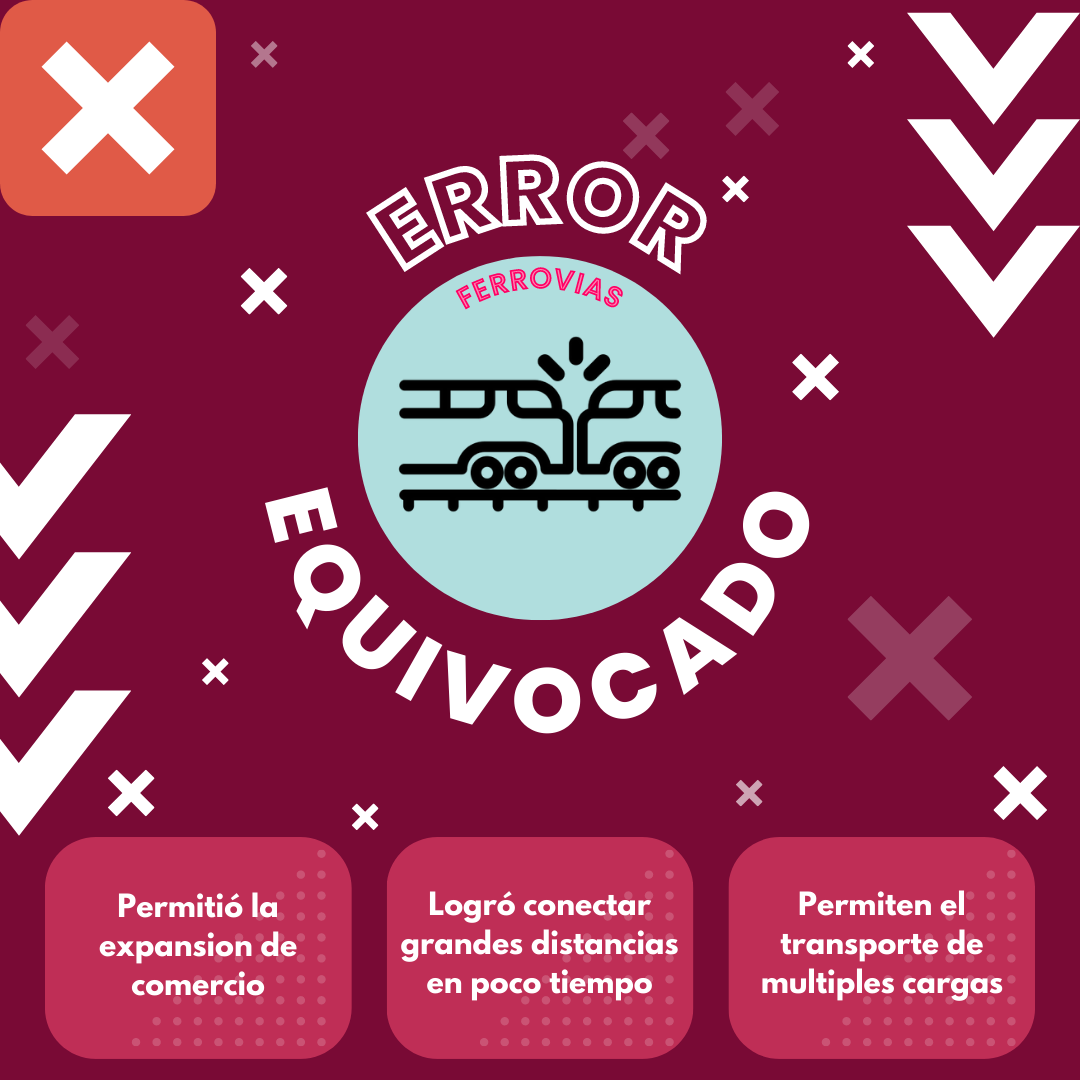 ERROR
FERROVIAS
EQUIVOCADO
Permitió la
expansion de
comercio
Logró conectar
grandes distancias
en poco tiempo
Permiten el
transporte de
multiples cargas